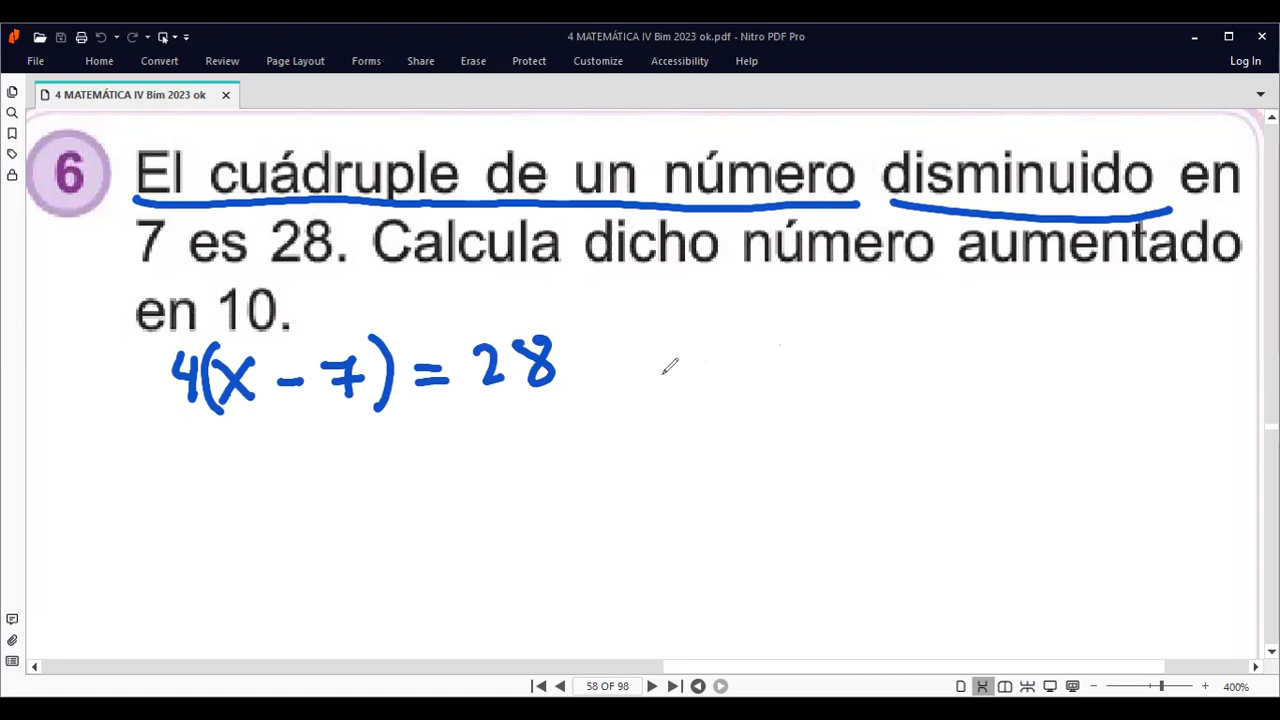 4 MATEMÁTICA IV Bim 2023 ok.pdf - Nitro PDF Pro
File Home Convert Review Page Layout Forms Share Erase Protect Customize Accessibility Help Log In
4 MATEMÁTICA IV Bim 2023 ok
6 El cuádruple de un número disminuido en
7 es 28. Calcula dicho número aumentado
en 10.
4(x - 7) = 28
58 OF 98
400%